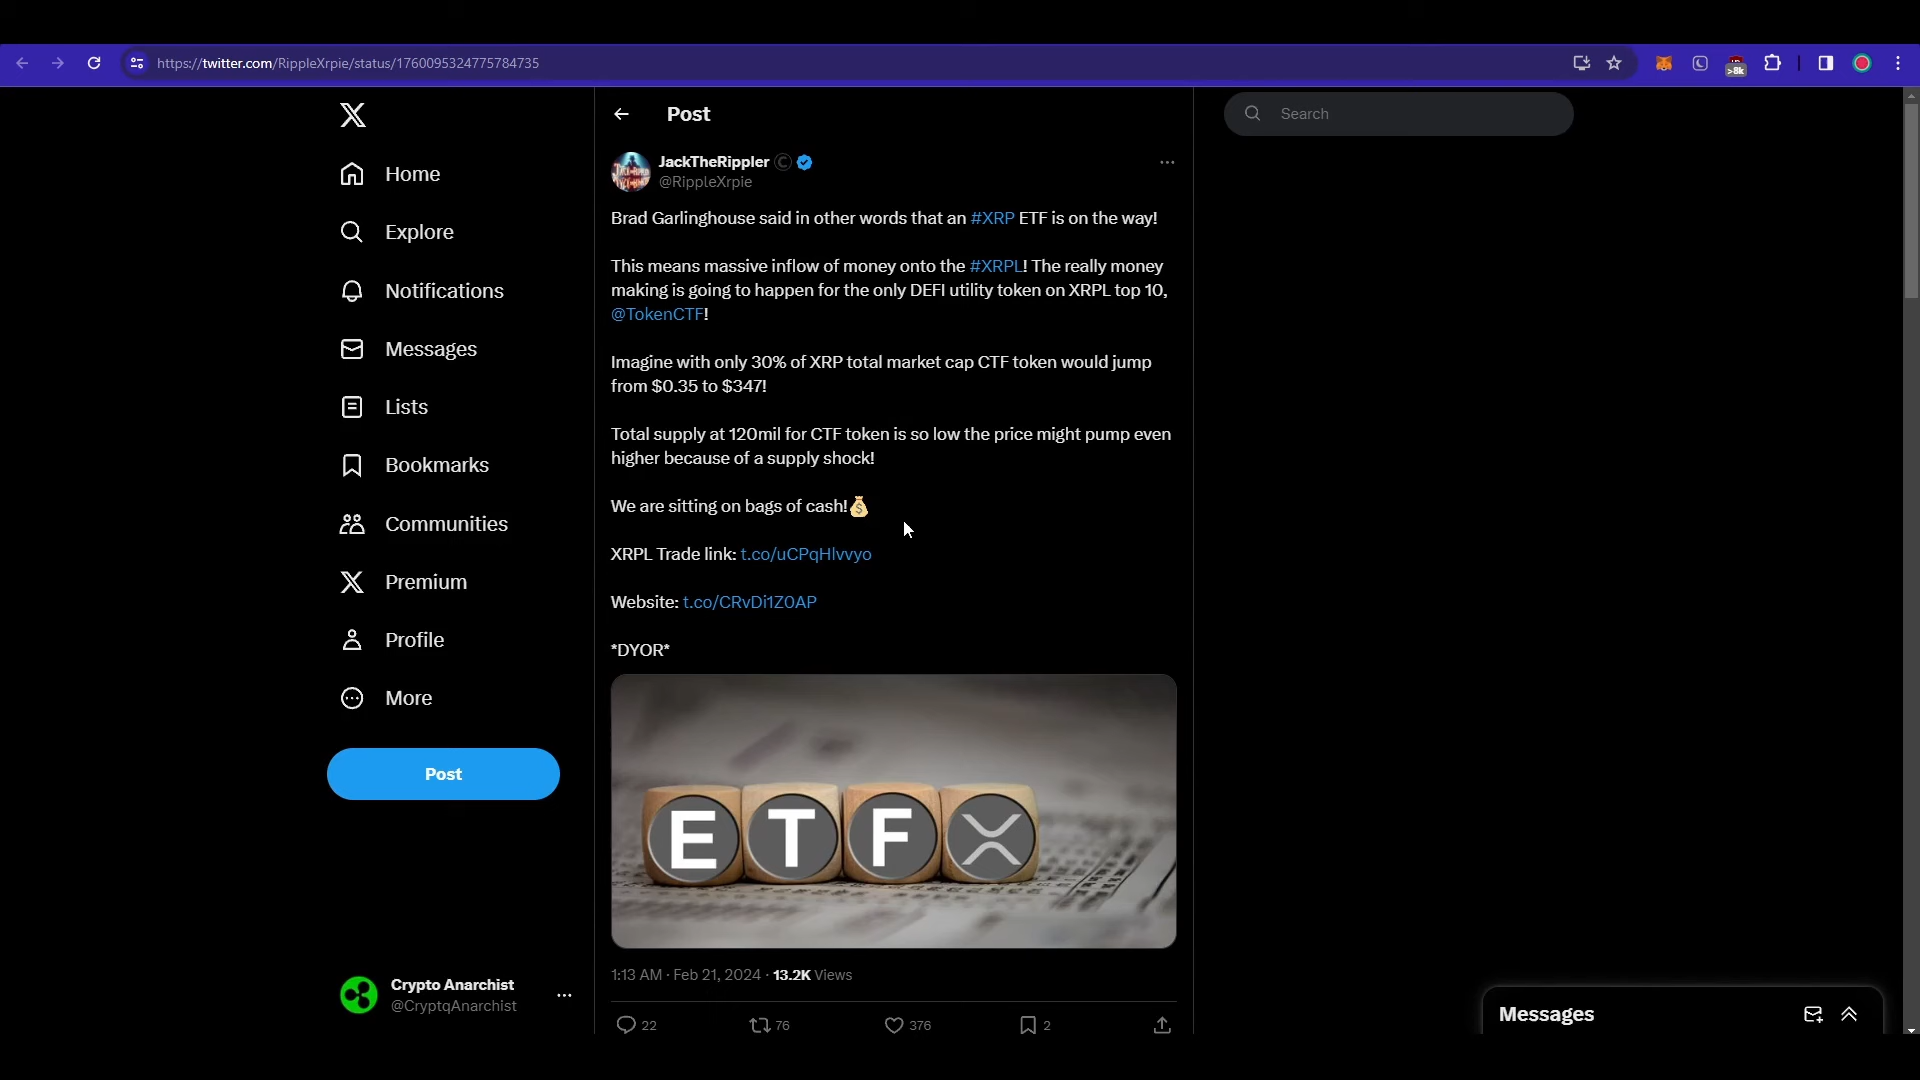 https://twitter.com/RippleXrpie/status/1760095324775784735
>8k
Home
Explore
Notifications
Messages
Lists
Bookmarks
Communities
Premium
Profile
More
Post
Crypto Anarchist
@CryptqAnarchist
Post
JackTheRippler © 
@RippleXrpie
Brad Garlinghouse said in other words that an #XRP ETF is on the way!
This means massive inflow of money onto the #XRPL! The really money
making is going to happen for the only DEFI utility token on XRPL top 10,
@TokenCTF!
Imagine with only 30% of XRP total market cap CTF token would jump
from $0.35 to $347!
Total supply at 120mil for CTF token is so low the price might pump even
higher because of a supply shock!
We are sitting on bags of cash!💰
XRPL Trade link: t.co/uCPqHlvvyo
Website: t.co/CRvDi1Z0AP
*DYOR*
E T F
1:13 AM · Feb 21, 2024 · 13.2K Views
22 76 376 2
Search
Messages